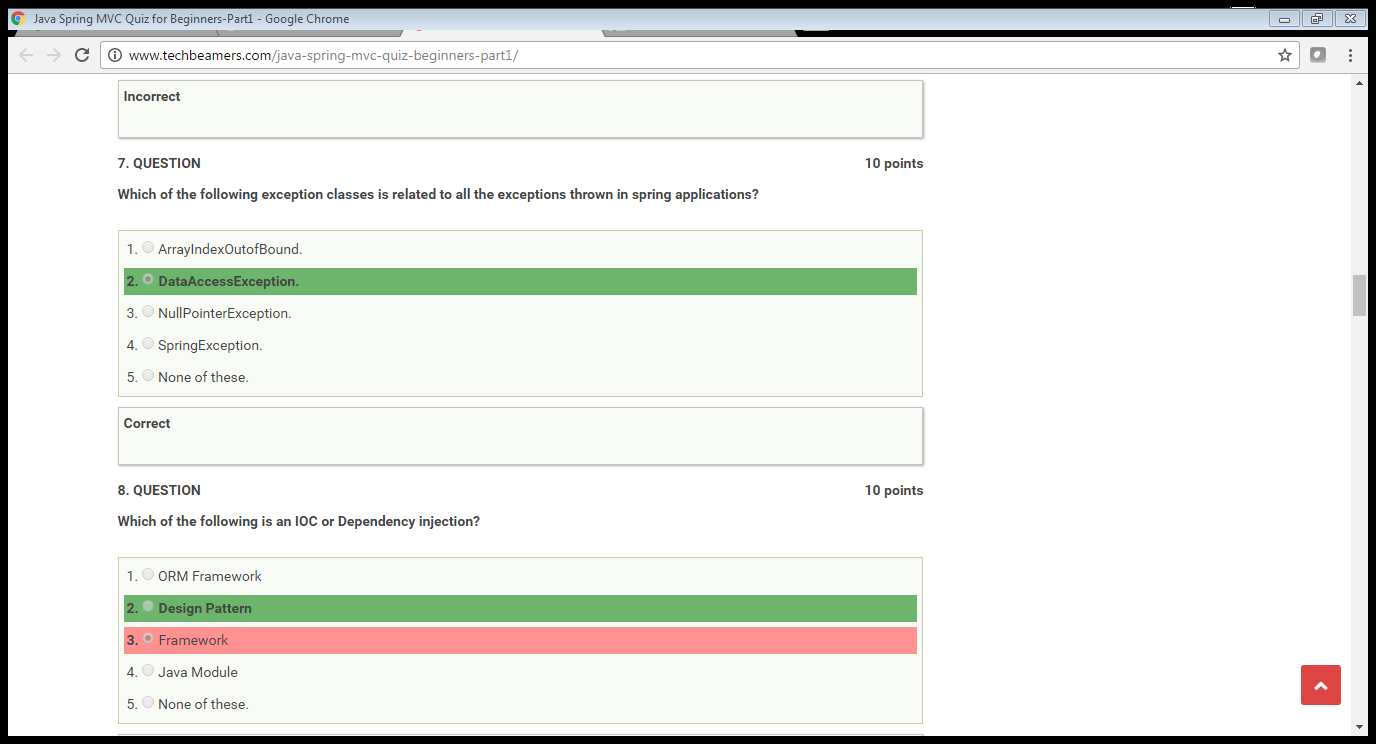 Java Spring MVC Quiz for Beginners-Part1 - Google Chrome
www.techbeamers.com/java-spring-mvc-quiz-beginners-part1/
Incorrect
7. QUESTION 10 points
Which of the following exception classes is related to all the exceptions thrown in spring applications?
1. ArrayIndexOutofBound.
2. DataAccessException.
3. NullPointerException.
4. SpringException.
5. None of these.
Correct
8. QUESTION 10 points
Which of the following is an IOC or Dependency injection?
1. ORM Framework
2. Design Pattern
3. Framework
4. Java Module
5. None of these.